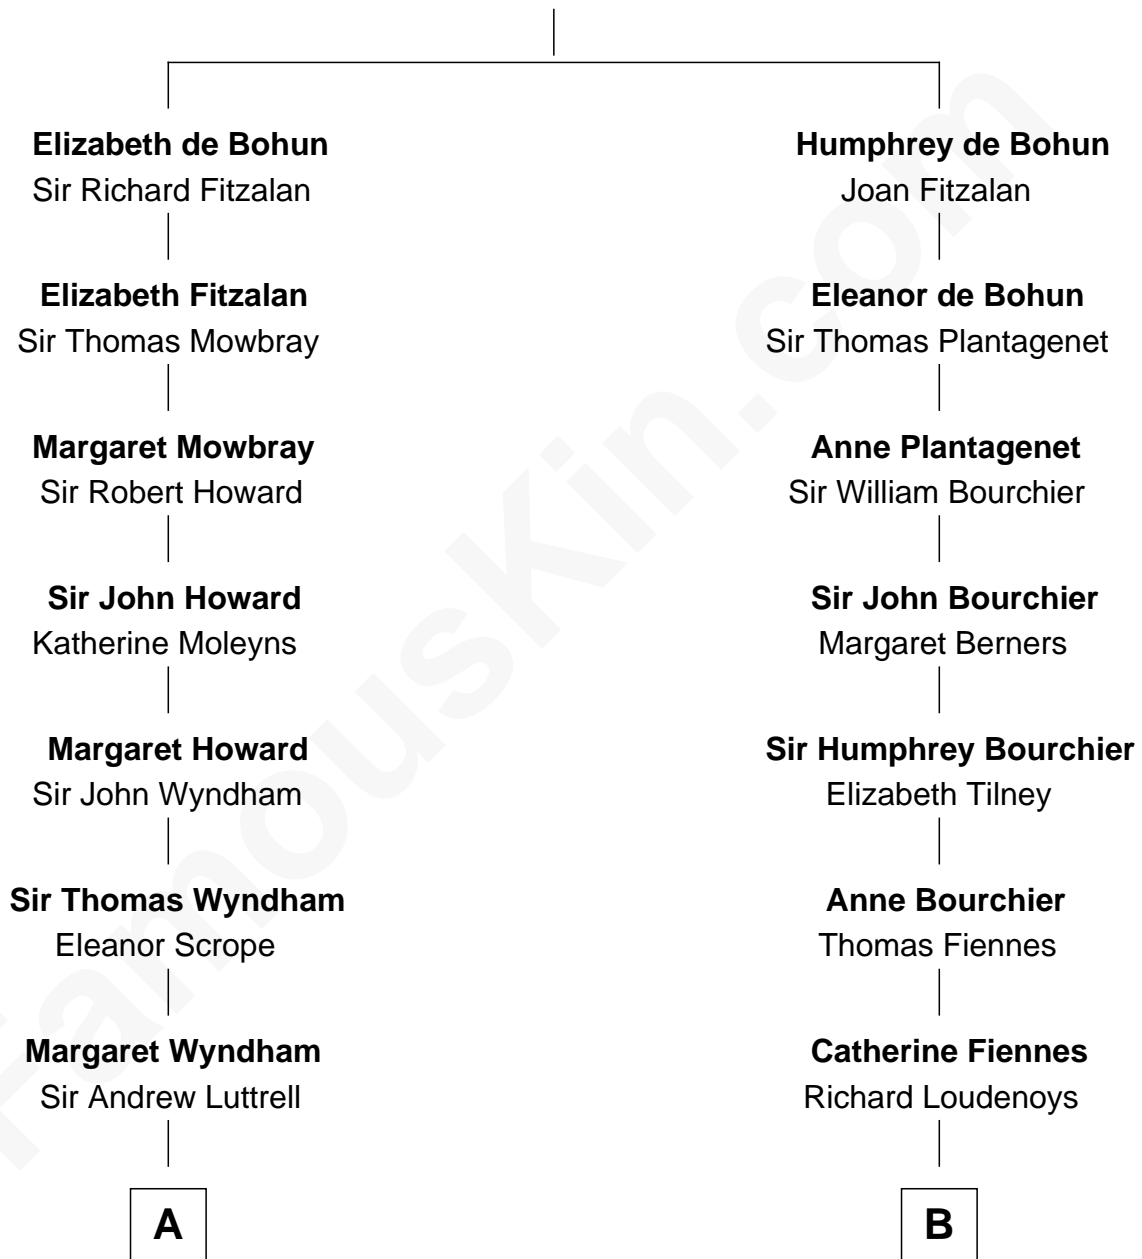 Elizabeth de Bohun
Sir Richard Fitzalan
Elizabeth Fitzalan
Sir Thomas Mowbray
Margaret Mowbray
Sir Robert Howard
Sir John Howard
Katherine Moleyns
Margaret Howard
Sir John Wyndham
Sir Thomas Wyndham
Eleanor Scrope
Margaret Wyndham
Sir Andrew Luttrell
A
Humphrey de Bohun
Joan Fitzalan
Eleanor de Bohun
Sir Thomas Plantagenet
Anne Plantagenet
Sir William Bourchier
Sir John Bourchier
Margaret Berners
Sir Humphrey Bourchier
Elizabeth Tilney
Anne Bourchier
Thomas Fiennes
Catherine Fiennes
Richard Loudenoys
B
FamousKin.com